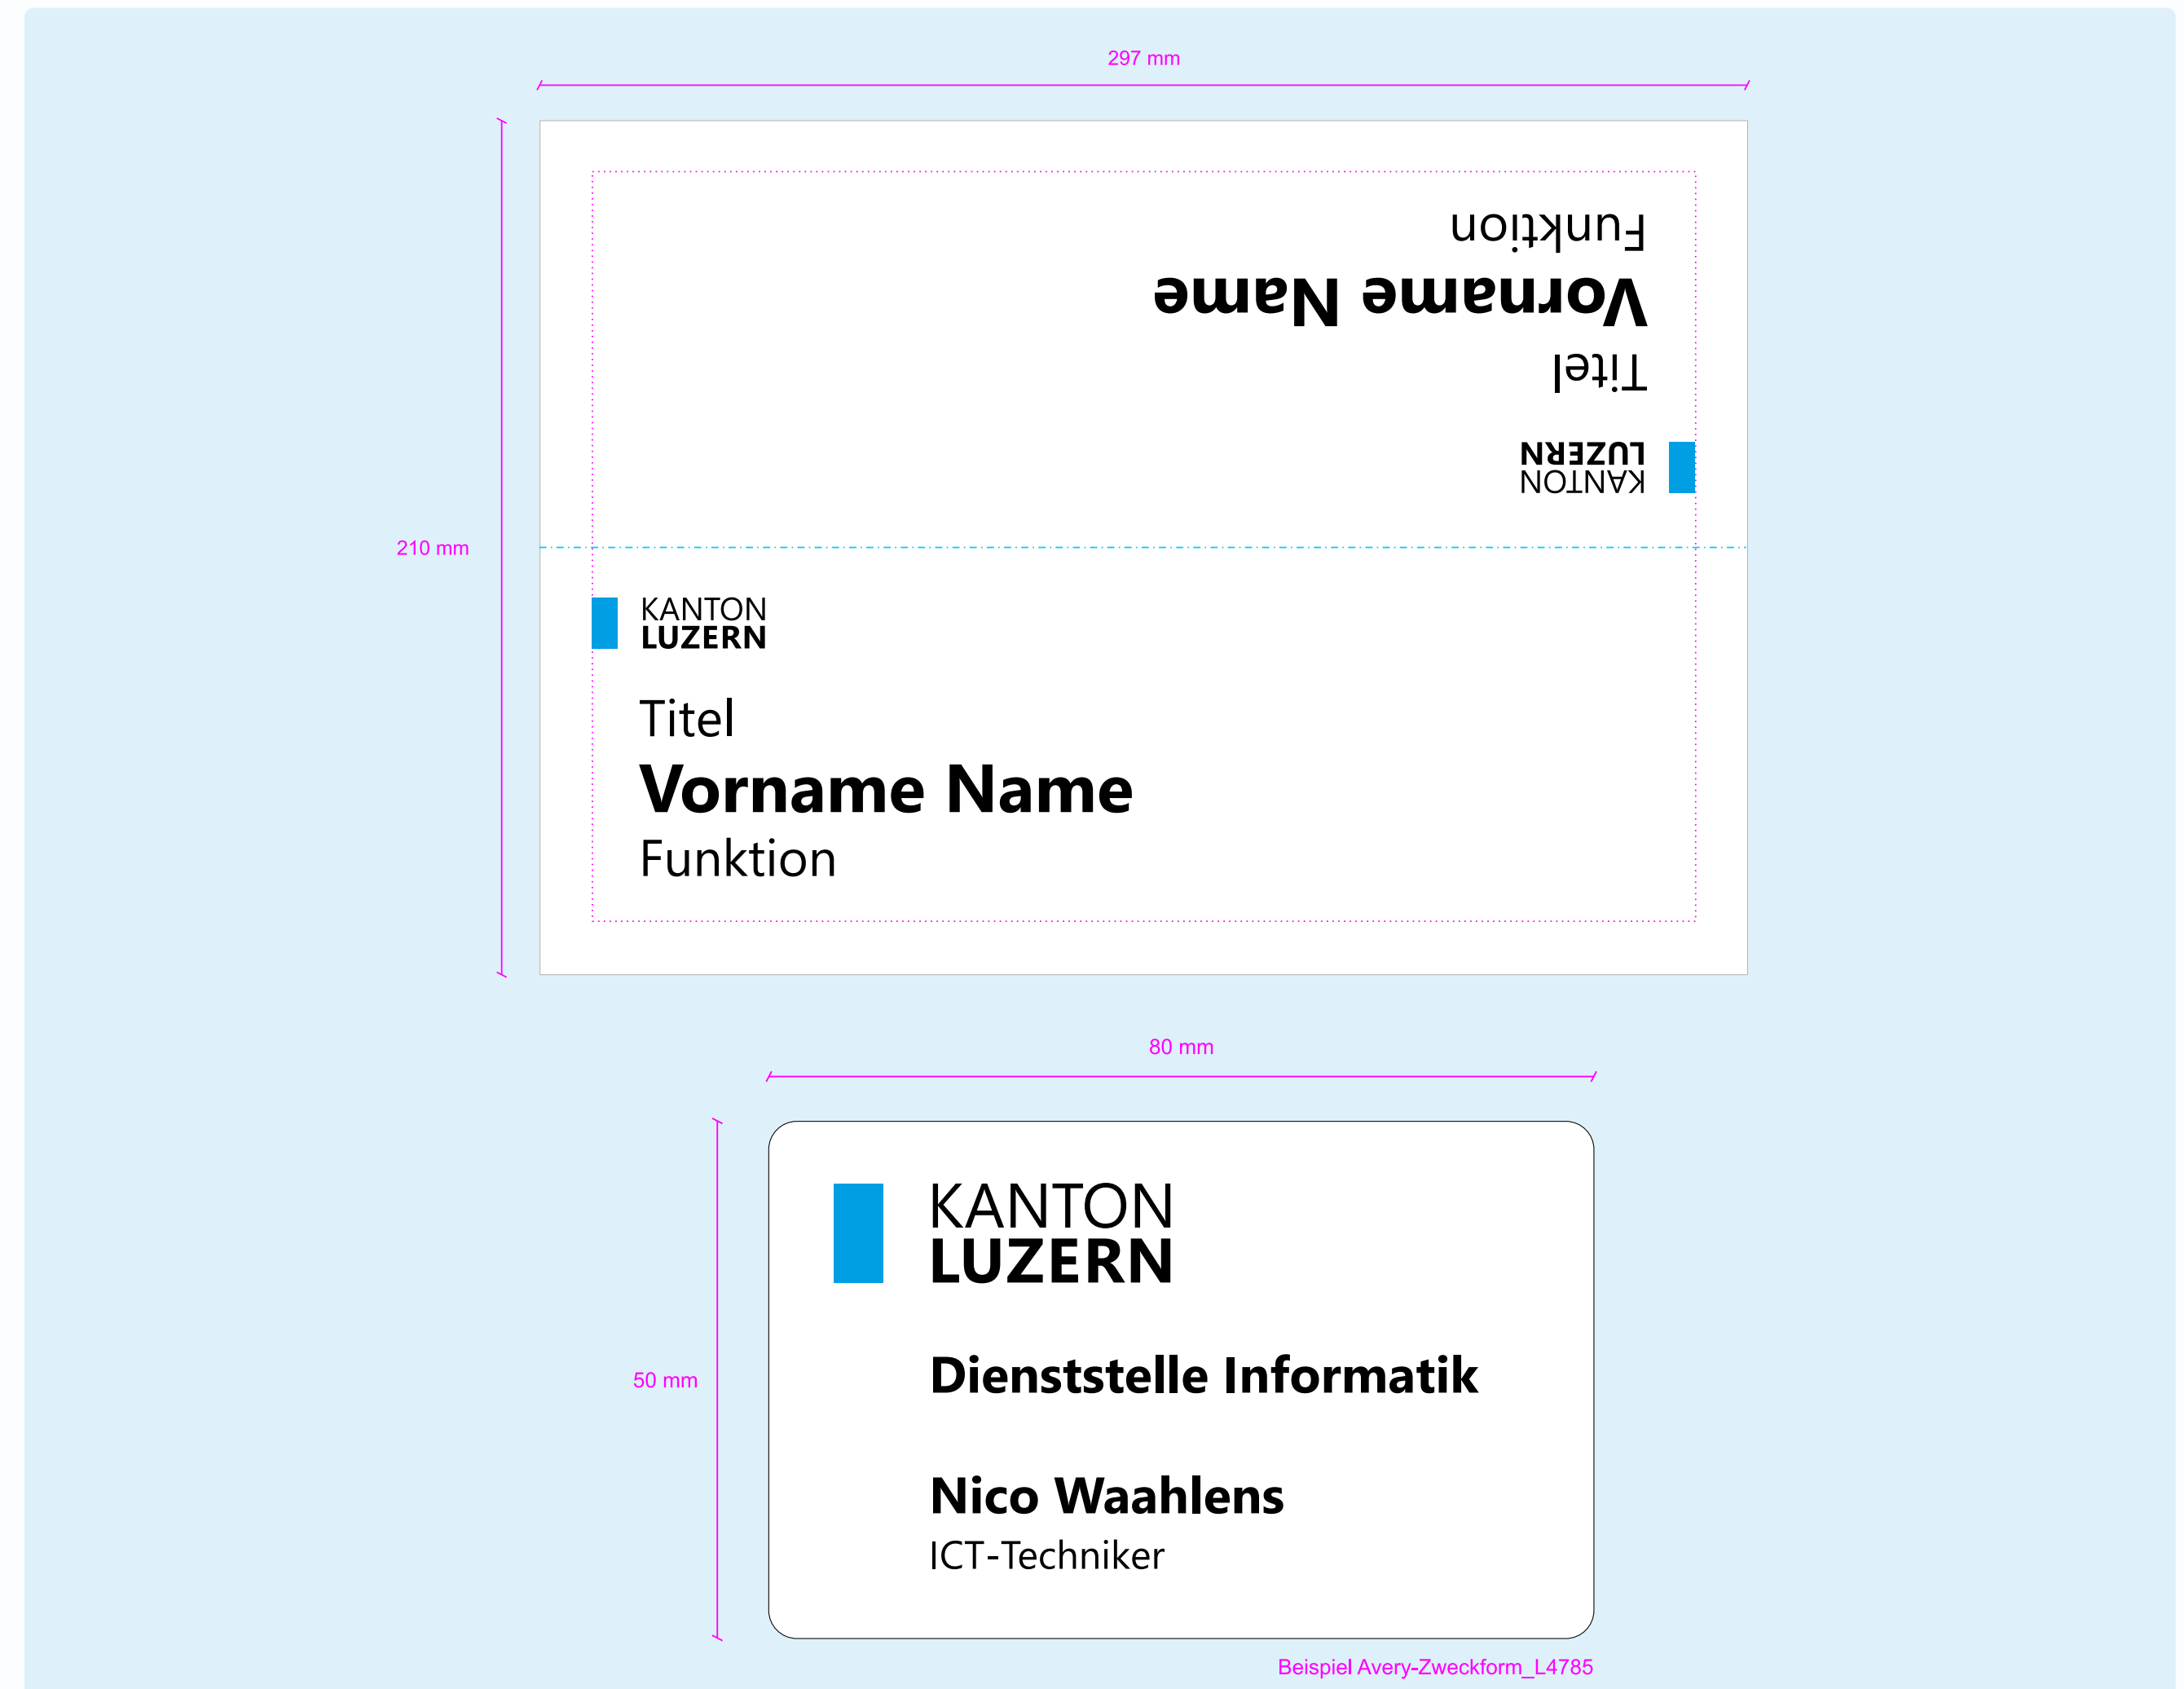 297 mm
Funktion
Vorname Name
Titel
KANTON
LUZERN
210 mm
KANTON
LUZERN
Titel
Vorname Name
Funktion
80 mm
KANTON
LUZERN
50 mm
Dienststelle Informatik
Nico Waahlens
ICT-Techniker
Beispiel Avery-Zweckform_L4785